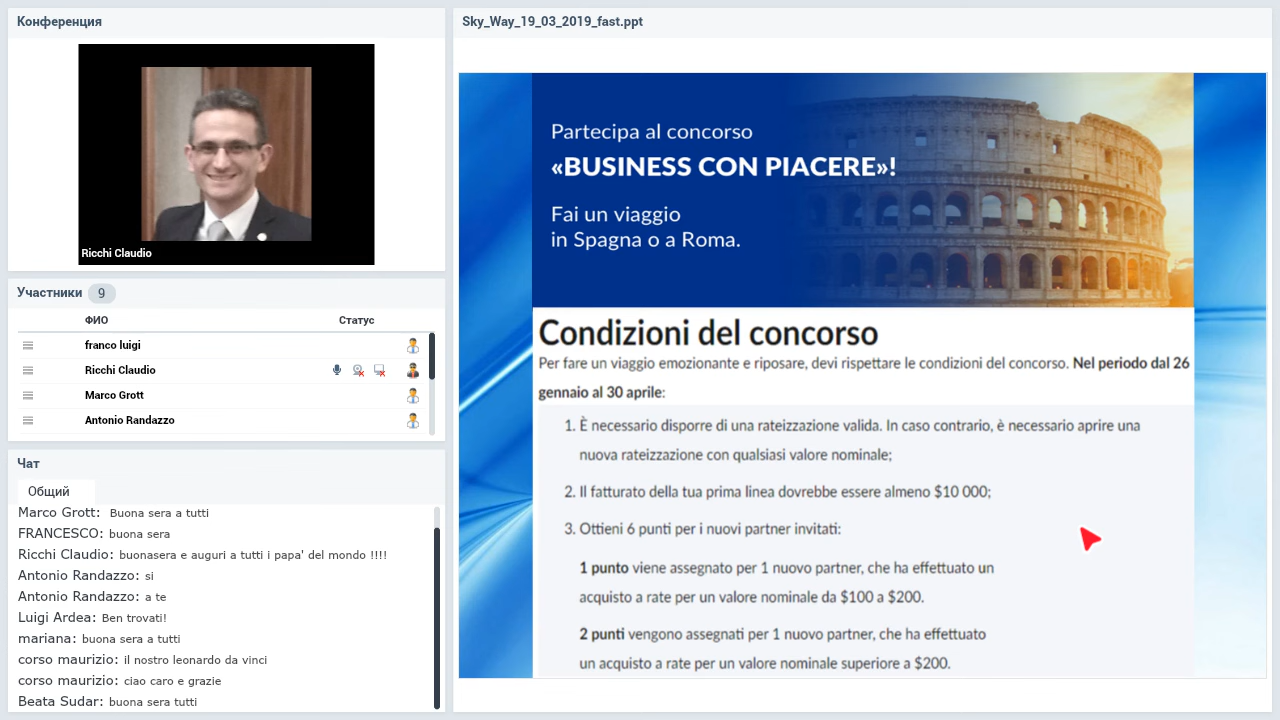 Конференция
Ricchi Claudio
Участники 9
ФИО Статус
franco luigi
Ricchi Claudio
Marco Grott
Antonio Randazzo
Чат
Общий
Marco Grott: Buona sera a tutti
FRANCESCO: buona sera
Ricchi Claudio: buonasera e auguri a tutti i papa' del mondo !!!!
Antonio Randazzo: si
Antonio Randazzo: a te
Luigi Ardea: Ben trovati!
mariana: buona sera a tutti
corso maurizio: il nostro leonardo da vinci
corso maurizio: ciao caro e grazie
Beata Sudar: buona sera tutti
Sky_Way_19_03_2019_fast.ppt
Partecipa al concorso
«BUSINESS CON PIACERE»!
Fai un viaggio
in Spagna o a Roma.
Condizioni del concorso
Per fare un viaggio emozionante e riposare, devi rispettare le condizioni del concorso. Nel periodo dal 26
gennaio al 30 aprile:
1. È necessario disporre di una rateizzazione valida. In caso contrario, è necessario aprire una
nuova rateizzazione con qualsiasi valore nominale;
2. Il fatturato della tua prima linea dovrebbe essere almeno $10 000;
3. Ottieni 6 punti per i nuovi partner invitati:
1 punto viene assegnato per 1 nuovo partner, che ha effettuato un
acquisto a rate per un valore nominale da $100 a $200.
2 punti vengono assegnati per 1 nuovo partner, che ha effettuato
un acquisto a rate per un valore nominale superiore a $200.